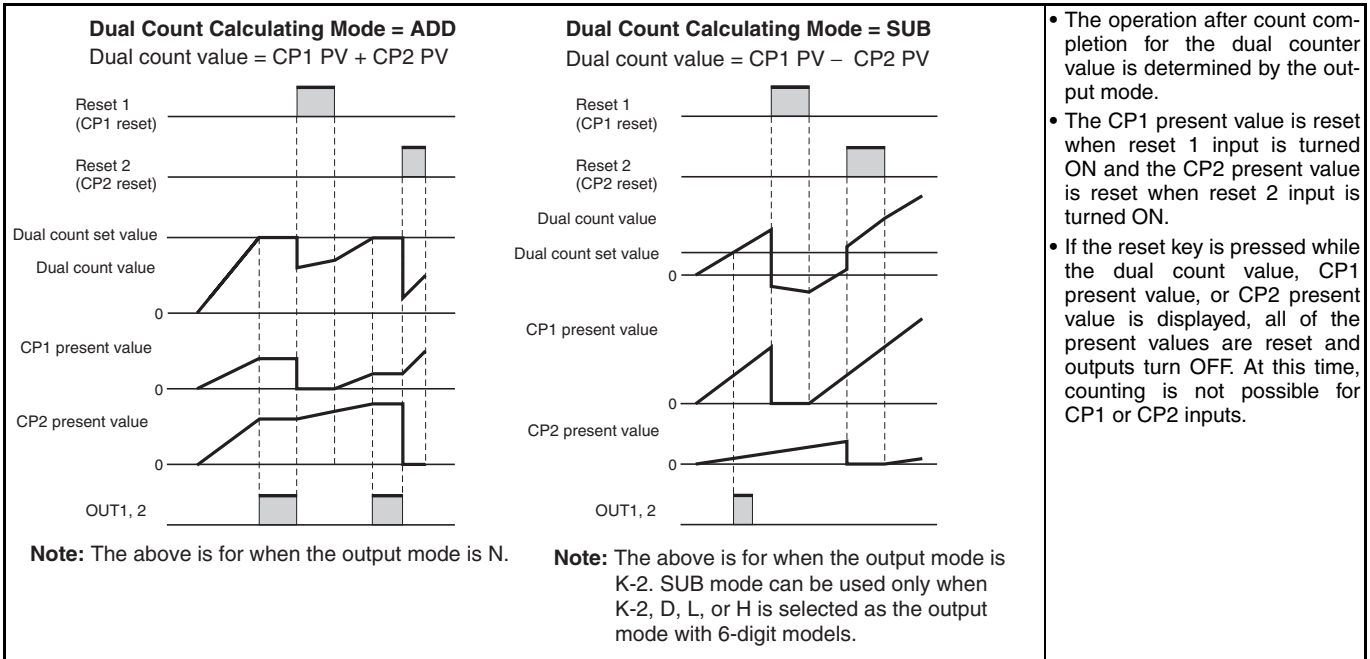 Dual Count Calculating Mode = ADD
Dual count value = CP1 PV + CP2 PV
Reset 1
(CP1 reset)
Reset 2
(CP2 reset)
Dual count set value
Dual count value
0
CP1 present value
0
CP2 present value
0
OUT1, 2
Note: The above is for when the output mode is N.
Dual Count Calculating Mode = SUB
Dual count value = CP1 PV − CP2 PV
Reset 1
(CP1 reset)
Reset 2
(CP2 reset)
Dual count value
Dual count set value
0
CP1 present value
0
CP2 present value
0
OUT1, 2
Note: The above is for when the output mode is
K-2. SUB mode can be used only when
K-2, D, L, or H is selected as the output
mode with 6-digit models.
• The operation after count com-
pletion for the dual counter
value is determined by the out-
put mode.
• The CP1 present value is reset
when reset 1 input is turned
ON and the CP2 present value
is reset when reset 2 input is
turned ON.
• If the reset key is pressed while
the dual count value, CP1
present value, or CP2 present
value is displayed, all of the
present values are reset and
outputs turn OFF. At this time,
counting is not possible for
CP1 or CP2 inputs.